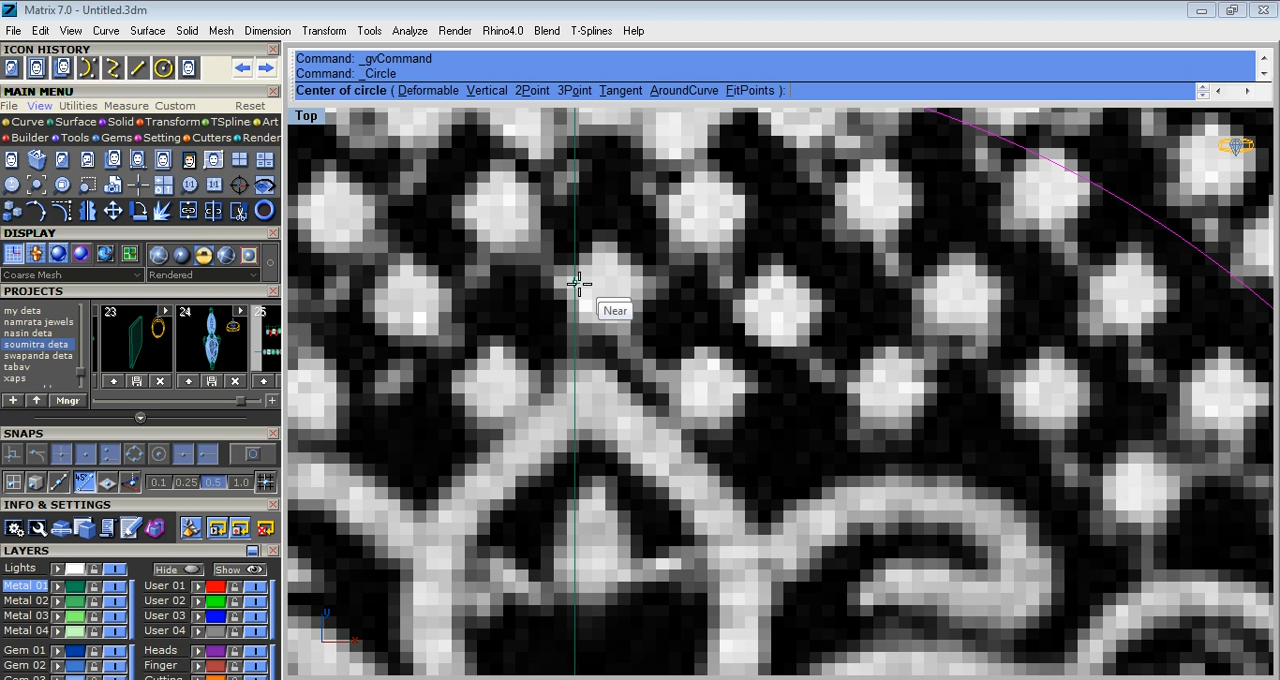 Matrix 7.0 - Untitled.3dm
File Edit View Curve Surface Solid Mesh Dimension Transform Tools Analyze Render Rhino4.0 Blend T-Splines Help
ICON HISTORY
MAIN MENU
File View Utilities Measure Custom Reset
Curve Surface Solid Transform TSpline Art
Builder Tools Gems Setting Cutters Render
DISPLAY
Coarse Mesh Rendered
PROJECTS
my deta
namrata jewels
nasin deta
soumitra deta
swapanda deta
tabav
xaps
23 24 25
Mngr
SNAPS
45°
0.1 0.25 0.5 1.0
INFO & SETTINGS
LAYERS
Lights Hide Show
Metal 01 User 01
Metal 02 User 02
Metal 03 User 03
Metal 04 User 04
Gem 01 Heads
Gem 02 Finger
Gem 03 Cutting
Command: _gvCommand
Command: _Circle
Center of circle ( Deformable Vertical 2Point 3Point Tangent AroundCurve FitPoints ):
Top
Near
y
x